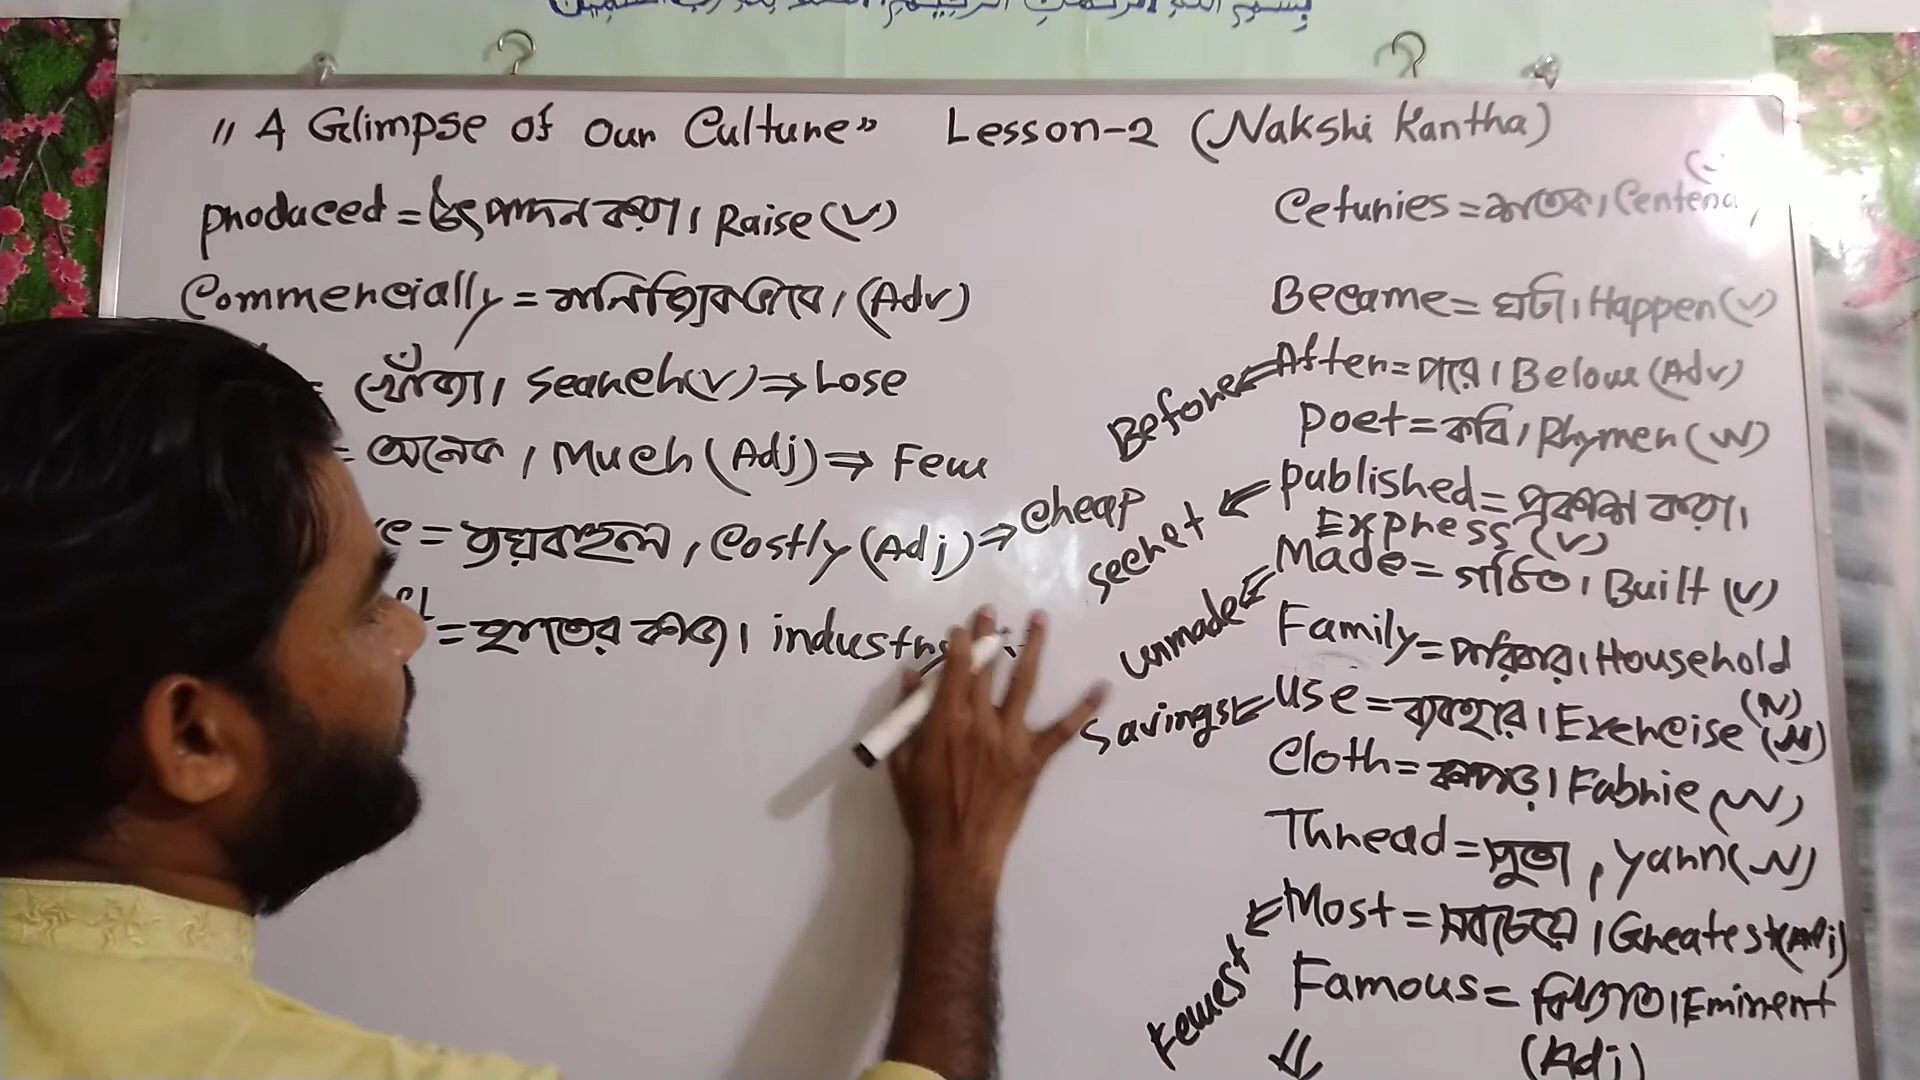 " A Glimpse of Our Culture" Lesson-2 (Nakshi Kantha)
produced = উৎপাদন করা। Raise (V)
Commercially = বানিজ্যিকভাবে। (Adv)
= খোঁজা। Search (V) ⇒ Lose
= অনেক, Much (Adj) ⇒ Few
e = ব্যয়বহুল, Costly (Adj) ⇒ Cheap
= হাতের কাজ। industry
Ceturies = শতক।
Became = ঘটা। Happen (V)
Before ⇐ After = পরে। Below (Adv)
Poet = কবি, Rhymer (N)
Secret ⇐ published = প্রকাশ করা।
Express (V)
unmade ⇐ Made = গঠিত। Built (V)
Family = পরিবার। Household
(N)
Savings ⇐ Use = ব্যবহার। Exercise (N)
Cloth = কাপড়। Fabric (N)
Thread = সুতা, Yarn (N)
Fewest ⇐ Most = সবচেয়ে। Greatest (Adj)
Famous = বিখ্যাত। Eminent
⇓ (Adj)